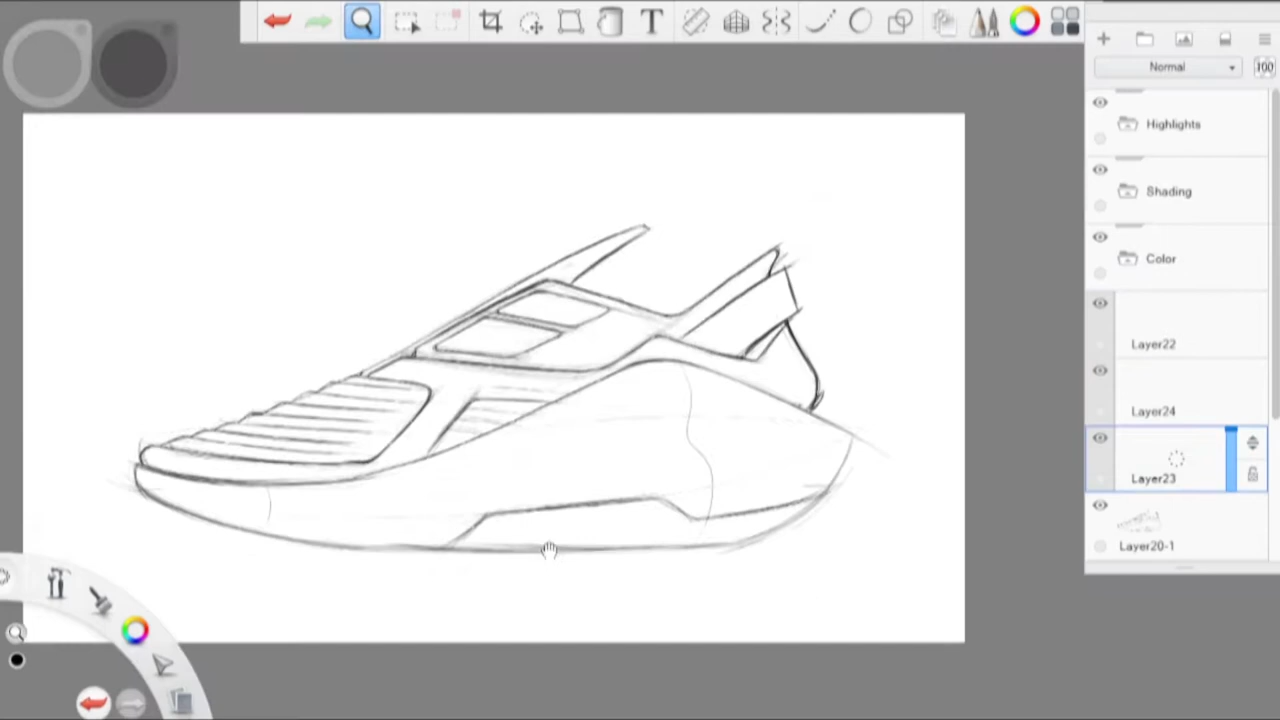 T
Normal
100
Highlights
Shading
Color
Layer22
Layer24
Layer23
Layer20-1